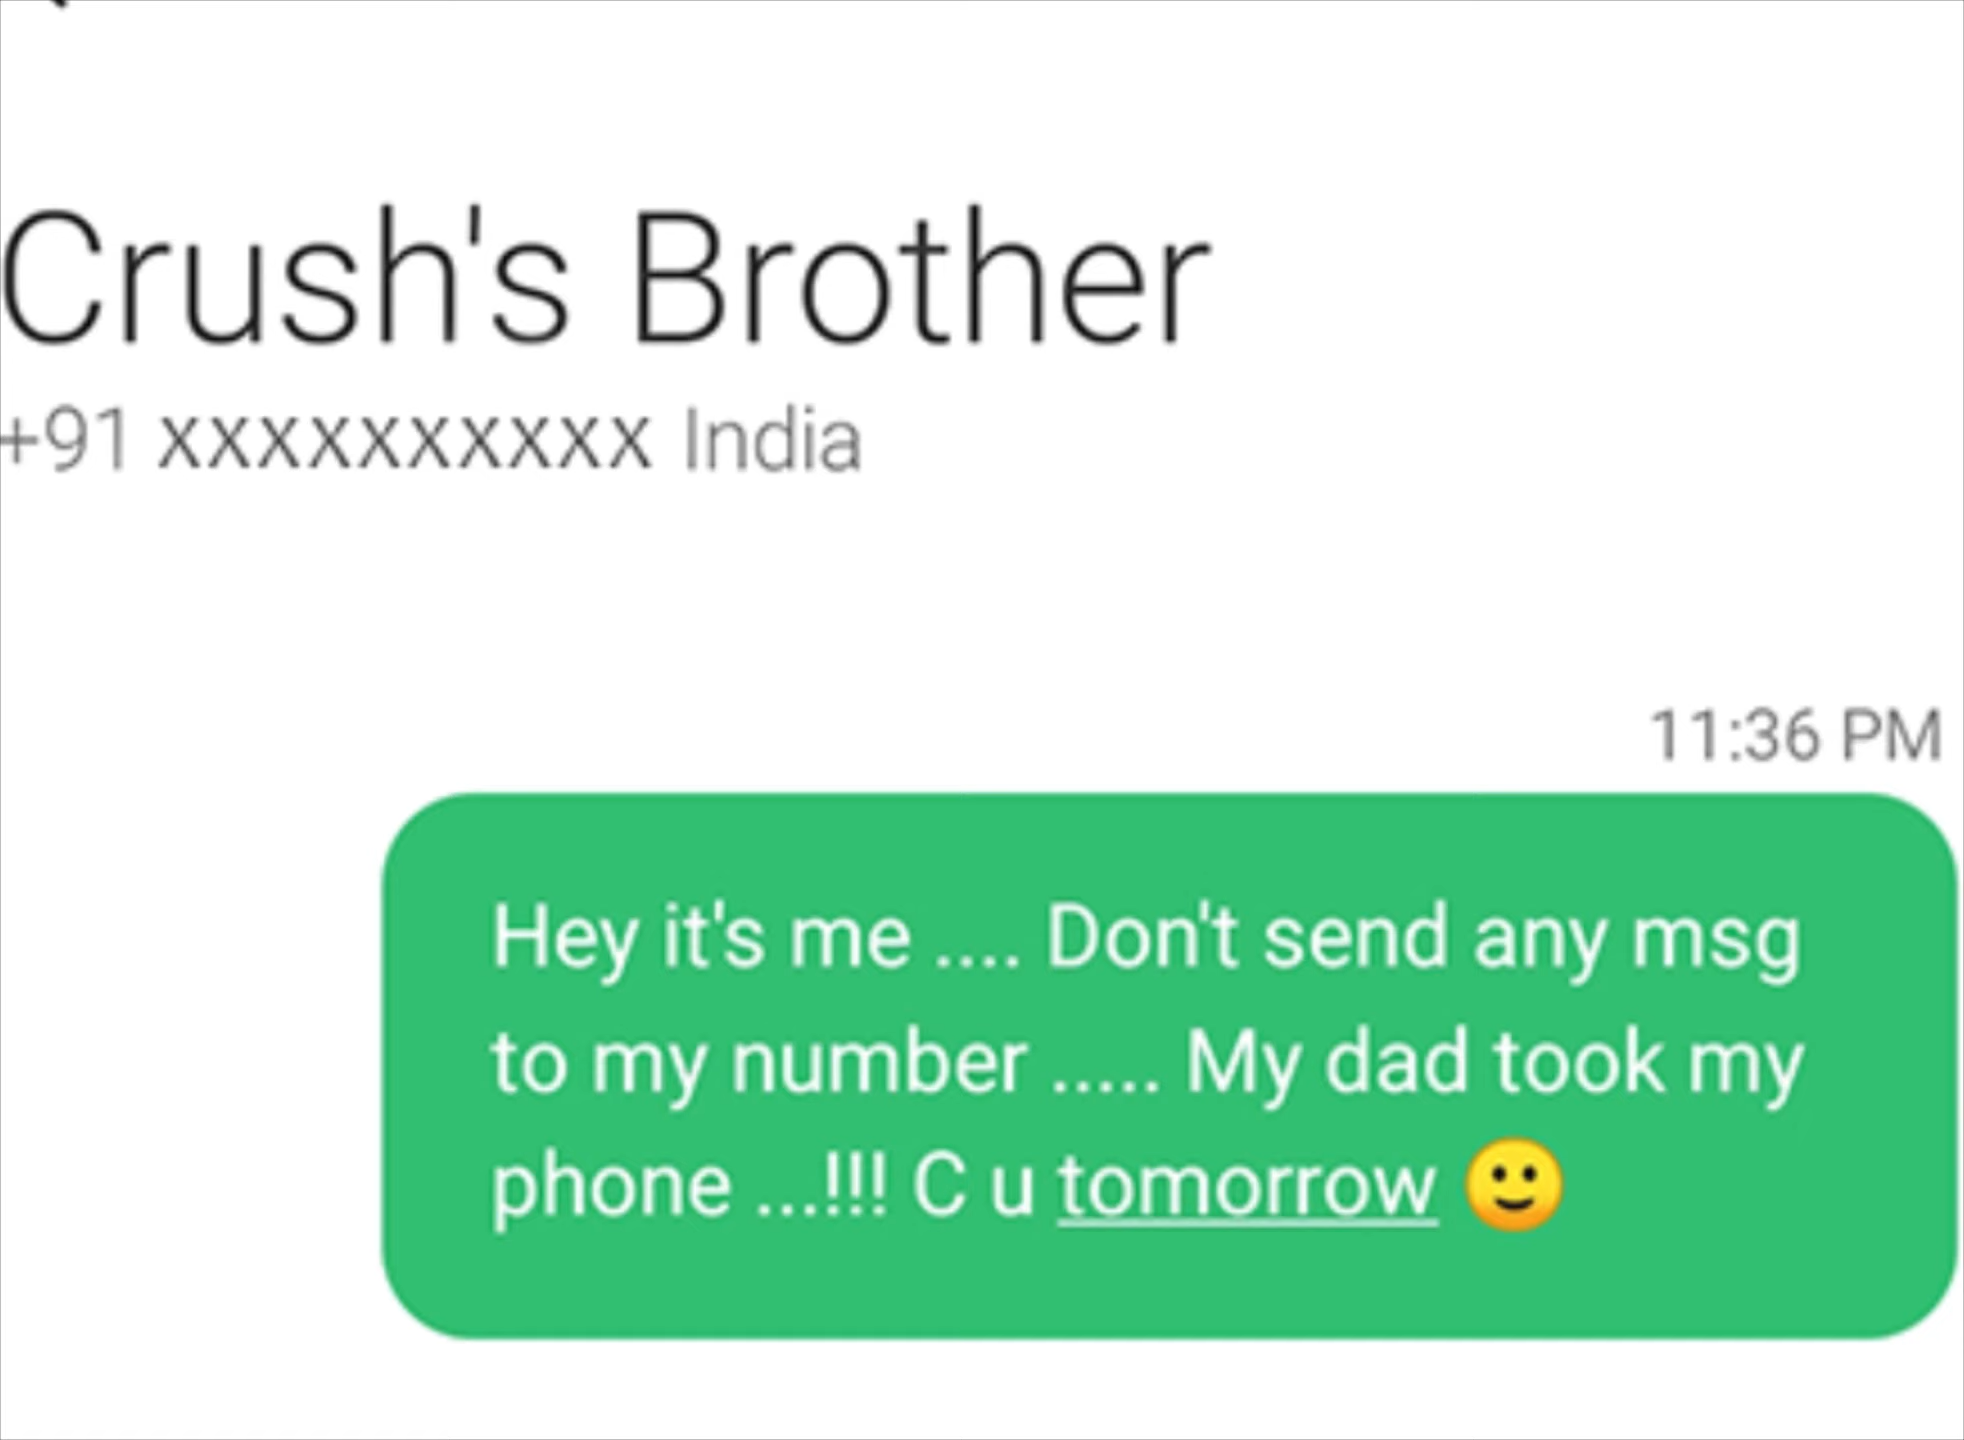 Crush's Brother
+91 xxxxxxxxxx India
11:36 PM
Hey it's me .... Don't send any msg
to my number ..... My dad took my
phone ...!!! C u tomorrow 🙂